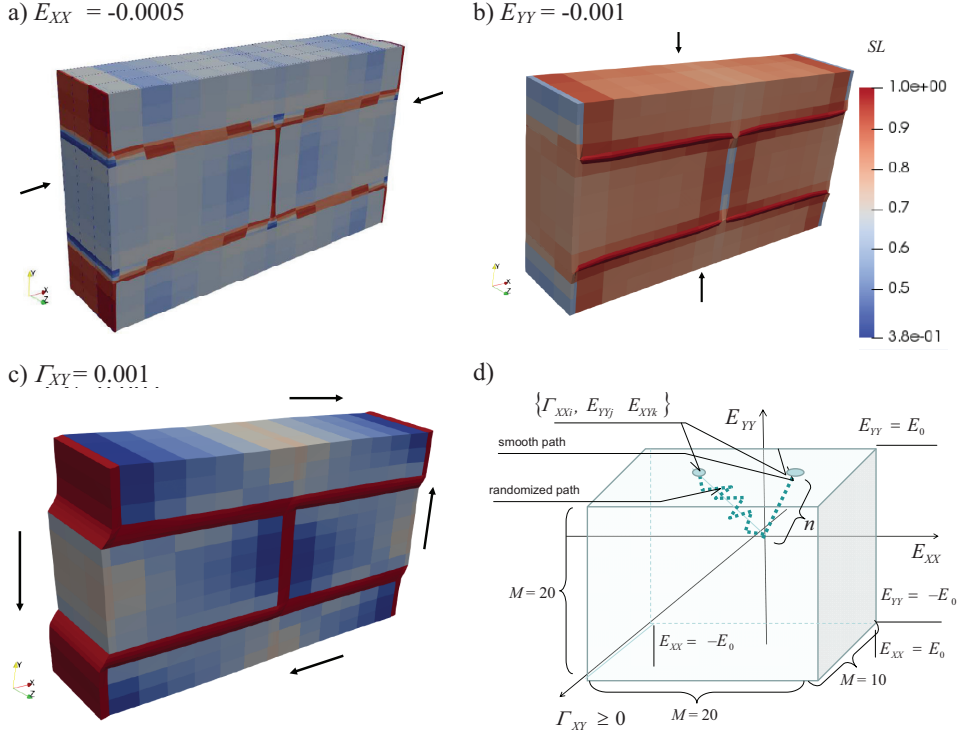 a) E_XX = -0.0005
b) E_YY = -0.001
SL
1.0e+00
0.9
0.8
0.7
0.6
0.5
3.8e-01
Y
X
Z
Y
X
Z
c) Γ_XY = 0.001
d)
{Γ_XXi, E_YYj E_XYk}
E_YY
E_YY = E_0
smooth path
randomized path
n
E_XX
M = 20
E_YY = −E_0
E_XX = −E_0
E_XX = E_0
M = 10
M = 20
Γ_XY ≥ 0
Y
X
Z